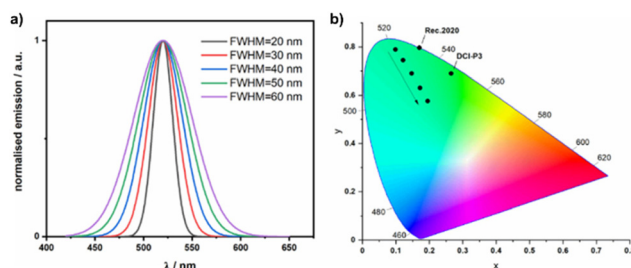 a)
normalised emission / a.u.
1
0
400
450
500
550
600
650
λ / nm
FWHM=20 nm
FWHM=30 nm
FWHM=40 nm
FWHM=50 nm
FWHM=60 nm
b)
y
0.8
0.6
0.4
0.2
0.0
0.0
0.1
0.2
0.3
0.4
0.5
0.6
0.7
x
520
Rec.2020
540
DCI-P3
560
500
580
600
620
480
460